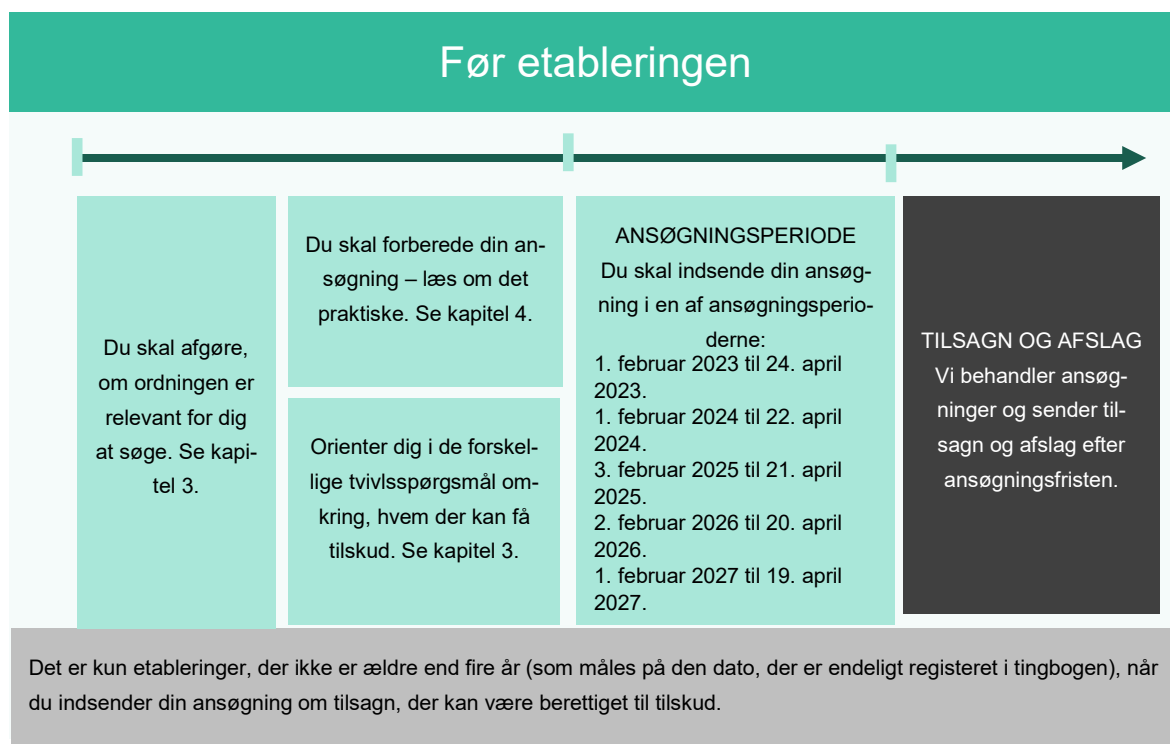 Før etableringen
Du skal afgøre,
om ordningen er
relevant for dig
at søge. Se kapi-
tel 3.
Du skal forberede din an-
søgning – læs om det
praktiske. Se kapitel 4.
Orienter dig i de forskel-
lige tvivlsspørgsmål om-
kring, hvem der kan få
tilskud. Se kapitel 3.
ANSØGNINGSPERIODE
Du skal indsende din ansøg-
ning i en af ansøgningsperio-
derne:
1. februar 2023 til 24. april
2023.
1. februar 2024 til 22. april
2024.
3. februar 2025 til 21. april
2025.
2. februar 2026 til 20. april
2026.
1. februar 2027 til 19. april
2027.
TILSAGN OG AFSLAG
Vi behandler ansøg-
ninger og sender til-
sagn og afslag efter
ansøgningsfristen.
Det er kun etableringer, der ikke er ældre end fire år (som måles på den dato, der er endeligt registeret i tingbogen), når
du indsender din ansøgning om tilsagn, der kan være berettiget til tilskud.